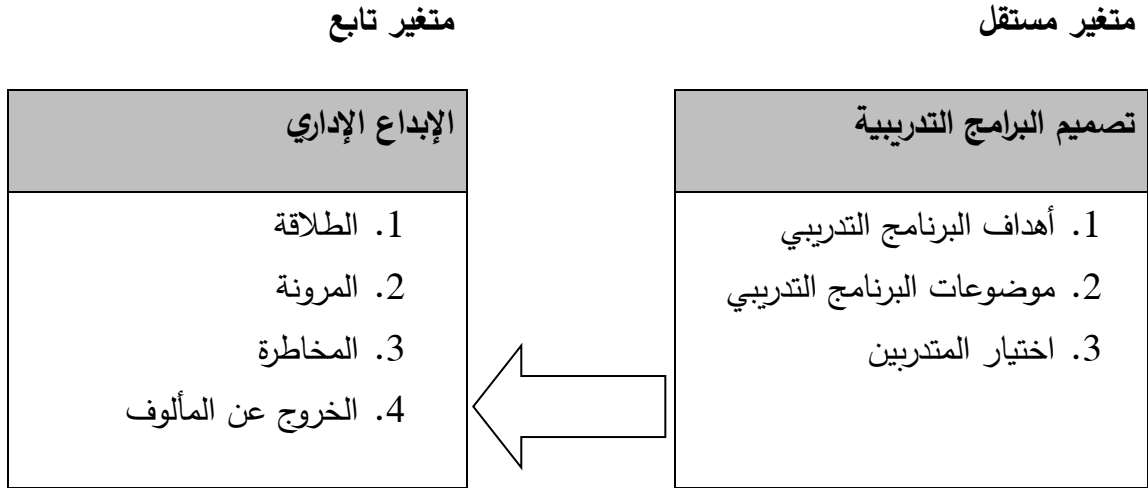 متغير مستقل
متغير تابع
تصميم البرامج التدريبية
1. أهداف البرنامج التدريبي
2. موضوعات البرنامج التدريبي
3. اختيار المتدربين
الإبداع الإداري
1. الطلاقة
2. المرونة
3. المخاطرة
4. الخروج عن المألوف